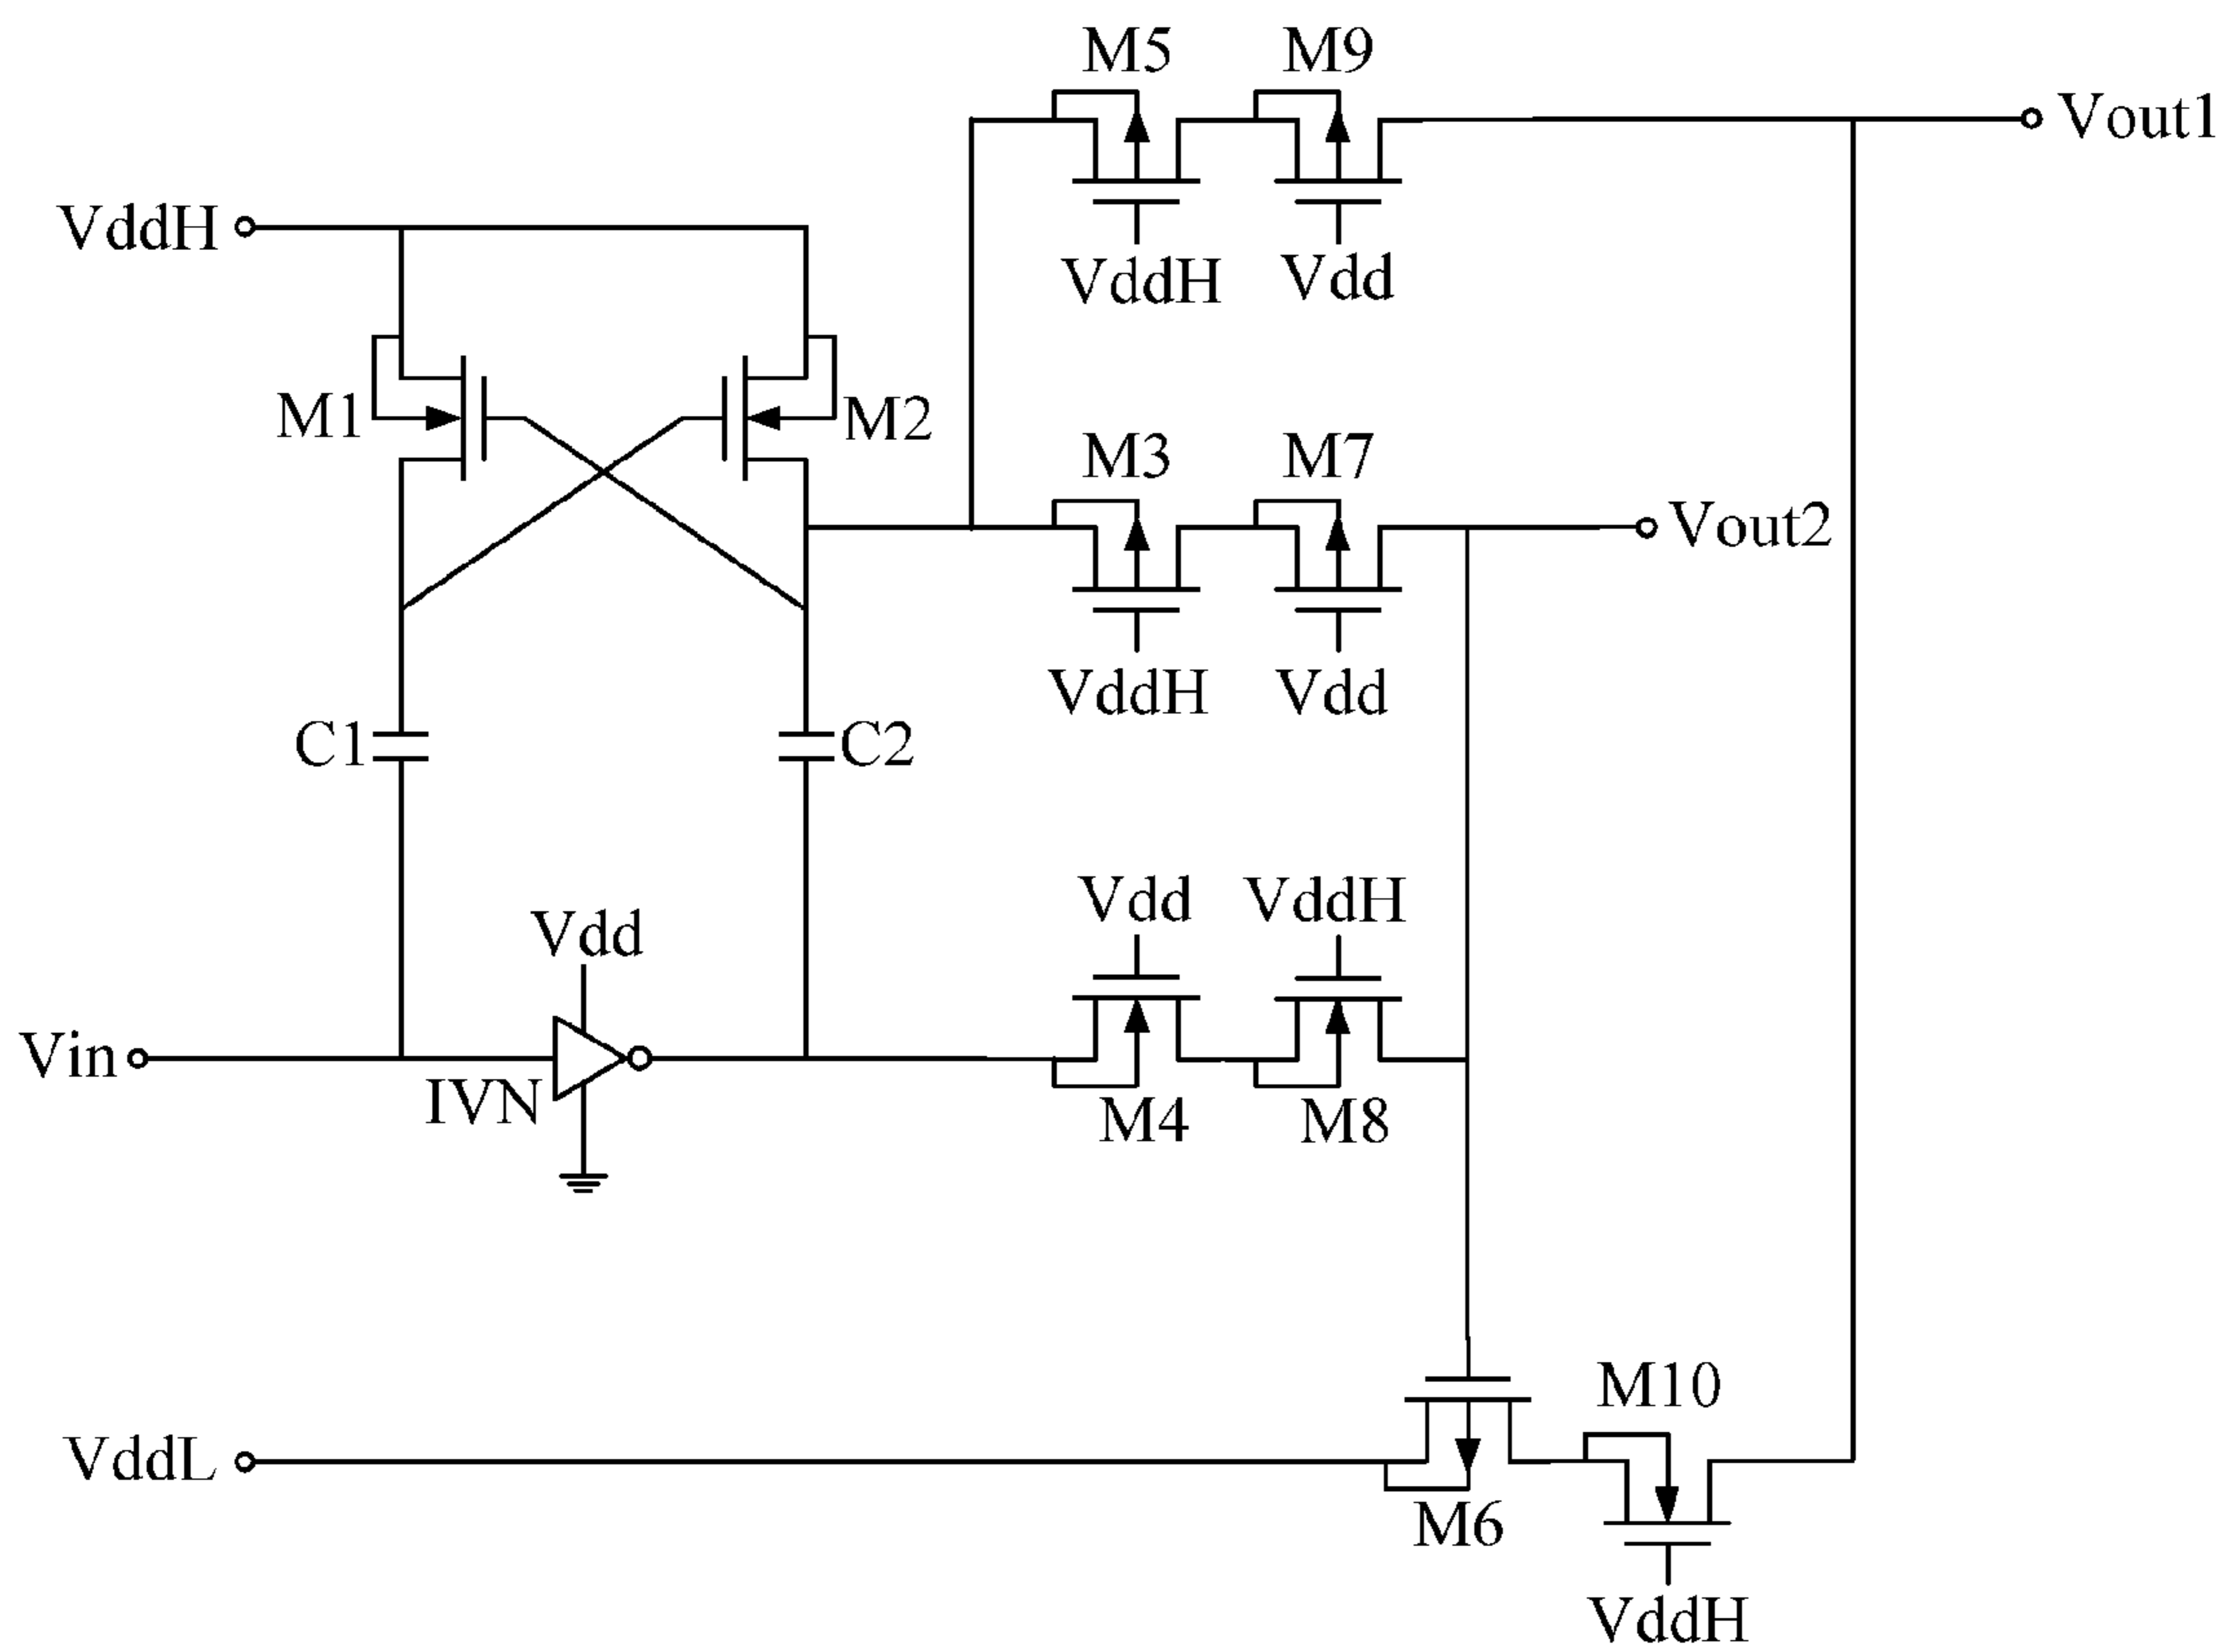 M5
M9
Vout1
VddH
VddH
Vdd
M1
M2
M3
M7
Vout2
VddH
Vdd
C1
C2
Vdd
VddH
Vdd
Vin
IVN
M4
M8
M10
VddL
M6
VddH